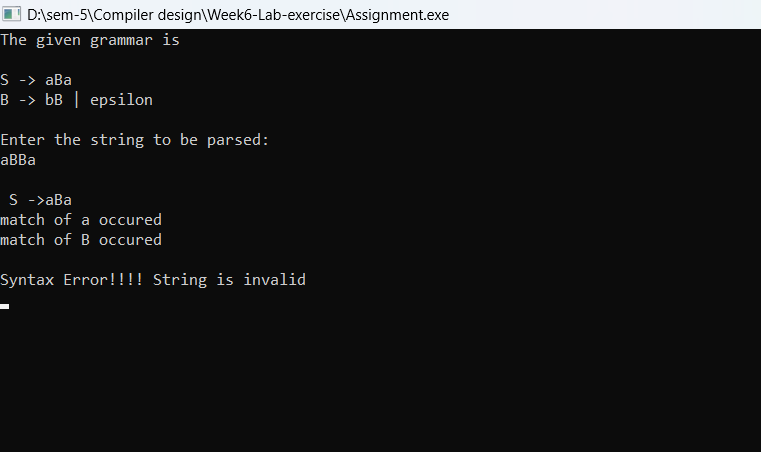 D:\sem-5\Compiler design\Week6-Lab-exercise\Assignment.exe
The given grammar is
S -> aBa
B -> bB | epsilon
Enter the string to be parsed:
aBBa
S ->aBa
match of a occured
match of B occured
Syntax Error!!!! String is invalid